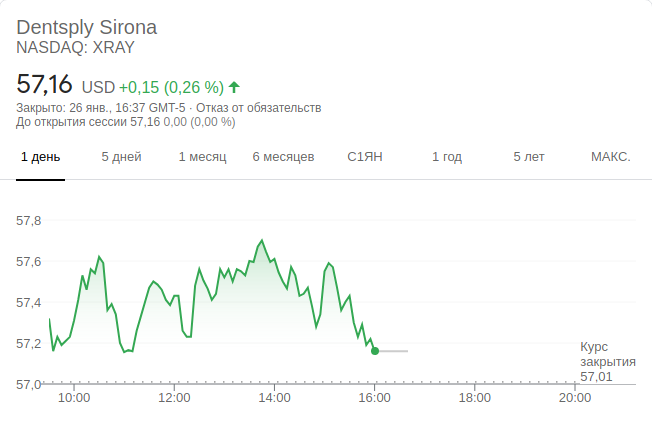 Dentsply Sirona
NASDAQ: XRAY
57,16 USD +0,15 (0,26 %)
Закрыто: 26 янв., 16:37 GMT-5 · Отказ от обязательств
До открытия сессии 57,16 0,00 (0,00 %)
1 день 5 дней 1 месяц 6 месяцев С1ЯН 1 год 5 лет МАКС.
57,8
57,6
57,4
57,2
57,0
Курс
закрытия
57,01
10:00 12:00 14:00 16:00 18:00 20:00